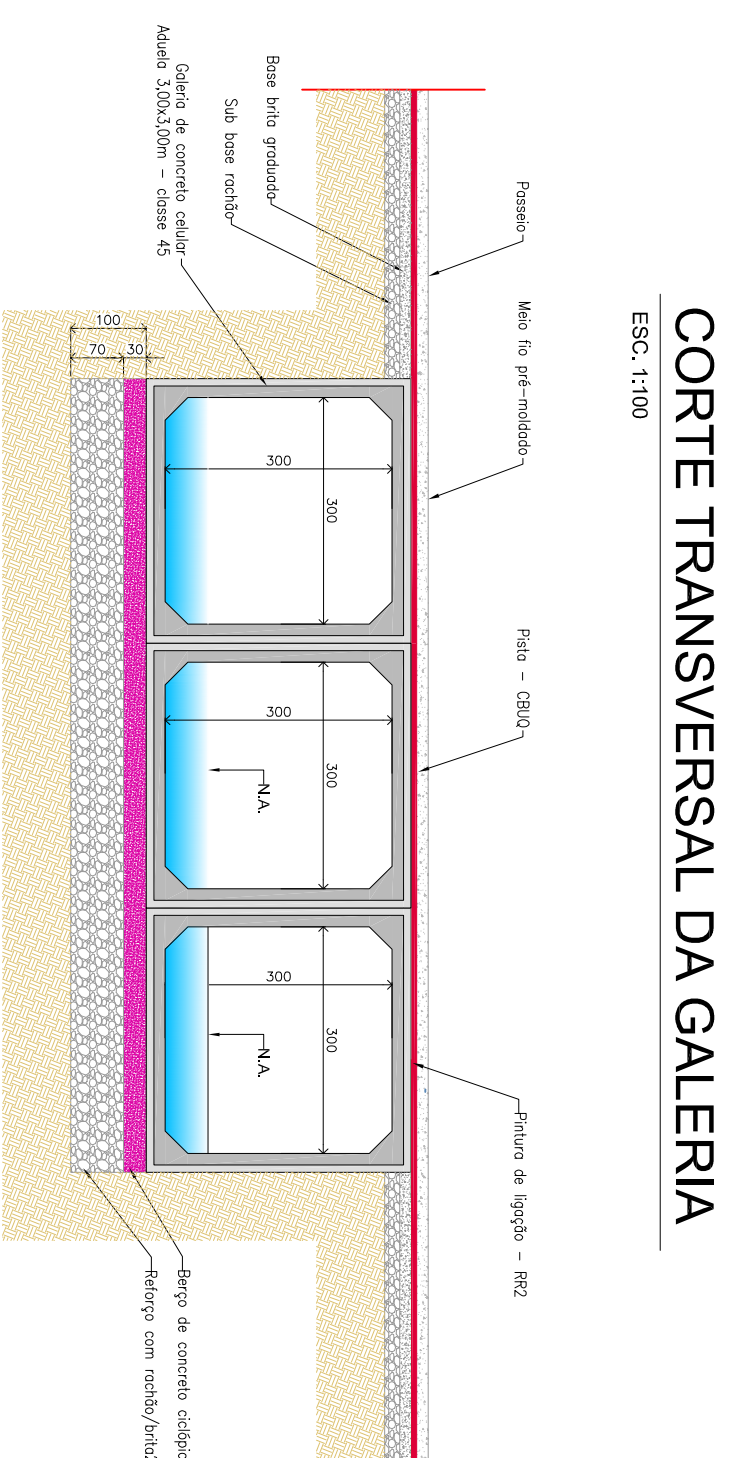 CORTE TRANSVERSAL DA GALERIA
ESC. 1:100
Passeio
Meio fio pré-moldado
Pista - CBUQ
Pintura de ligação - RR2
Base brita graduada
Sub base rachão
Galeria de concreto celular
Aduela 3,00x3,00m - classe 45
100
70
30
300
300
300
300
N.A.
300
300
N.A.
Berço de concreto ciclópic
Reforço com rachão/brita